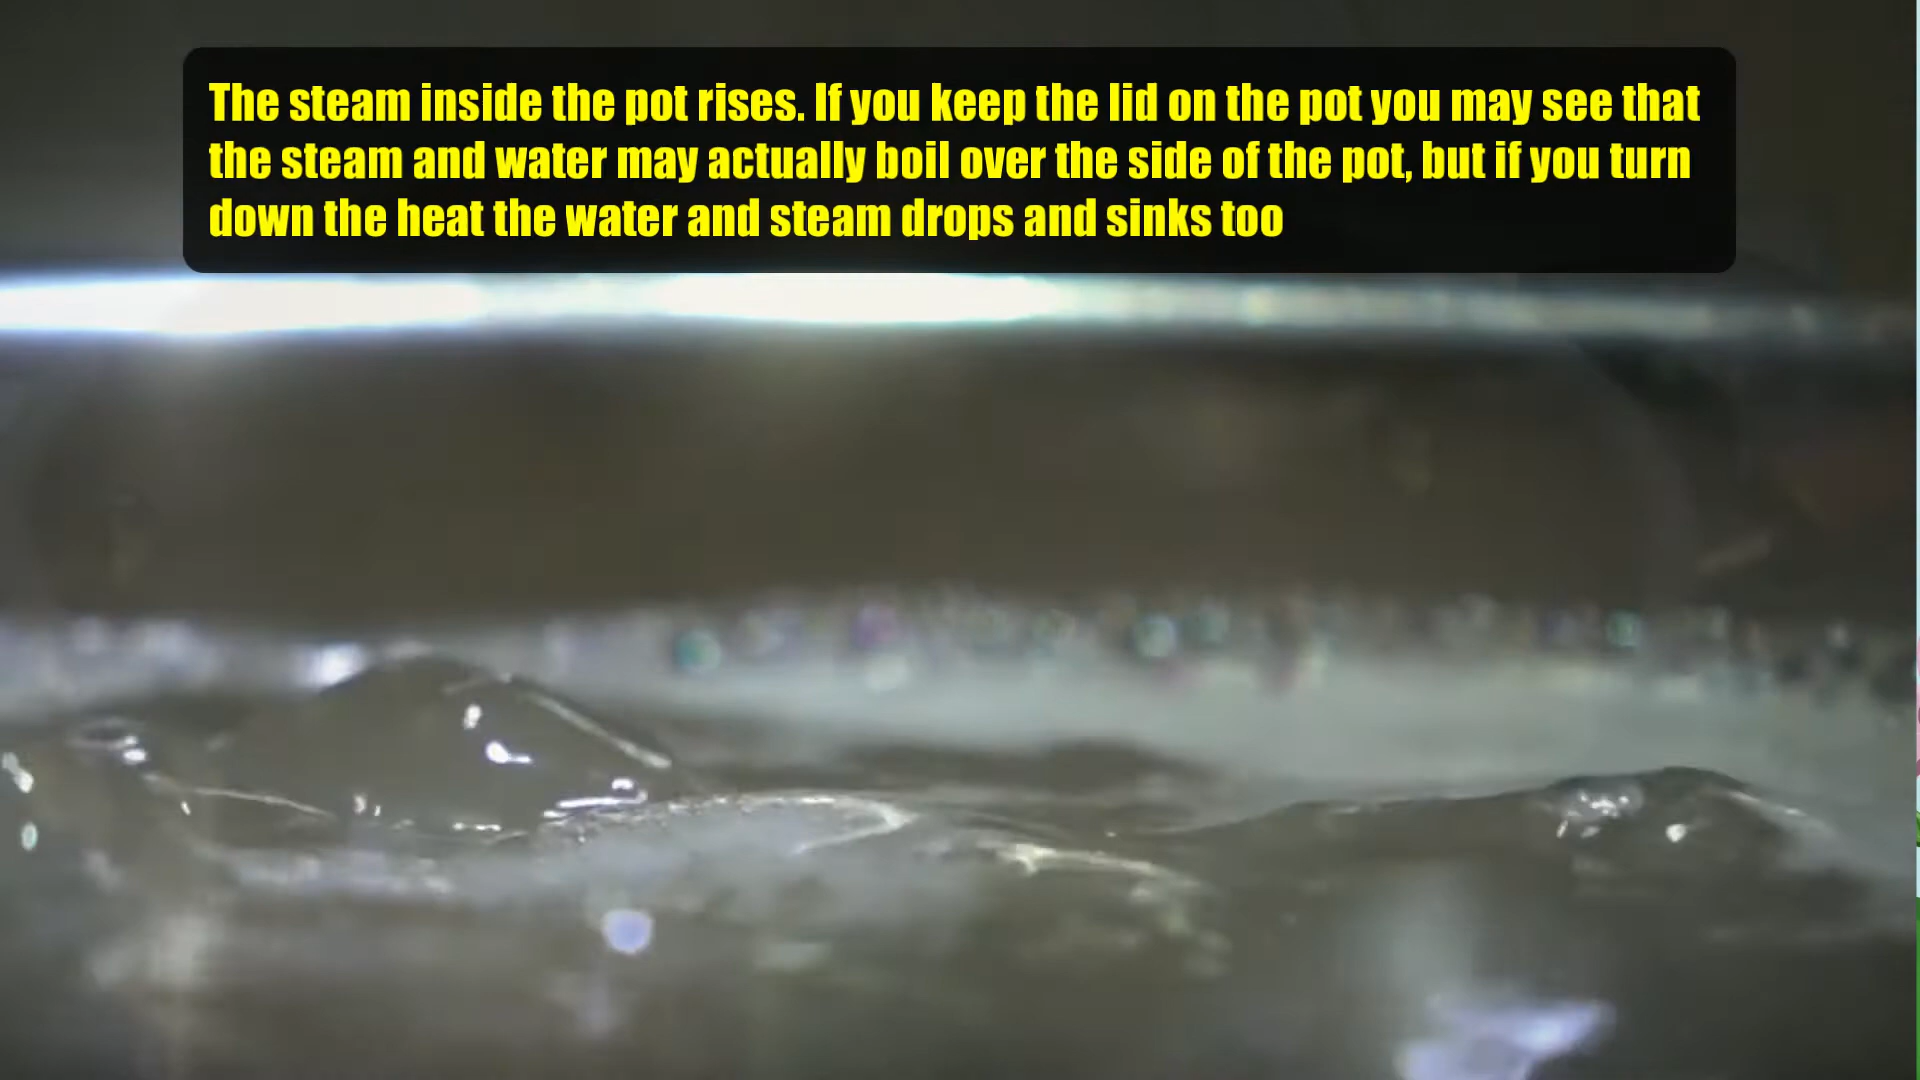 The steam inside the pot rises. If you keep the lid on the pot you may see that
the steam and water may actually boil over the side of the pot, but if you turn
down the heat the water and steam drops and sinks too